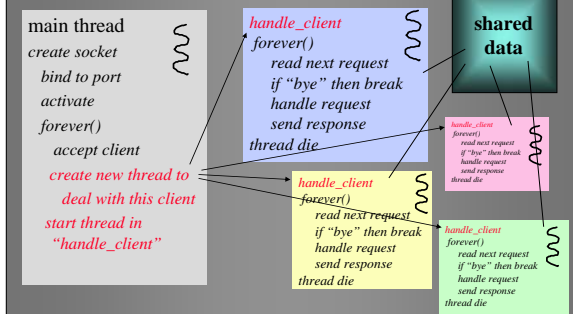 main thread
create socket
bind to port
activate
forever()
accept client
create new thread to
deal with this client
start thread in
“handle_client”
handle_client
forever()
read next request
if “bye” then break
handle request
send response
thread die
shared
data
handle_client
forever()
read next request
if “bye” then break
handle request
send response
thread die
handle_client
forever()
read next request
if “bye” then break
handle request
send response
thread die
handle_client
forever()
read next request
if “bye” then break
handle request
send response
thread die